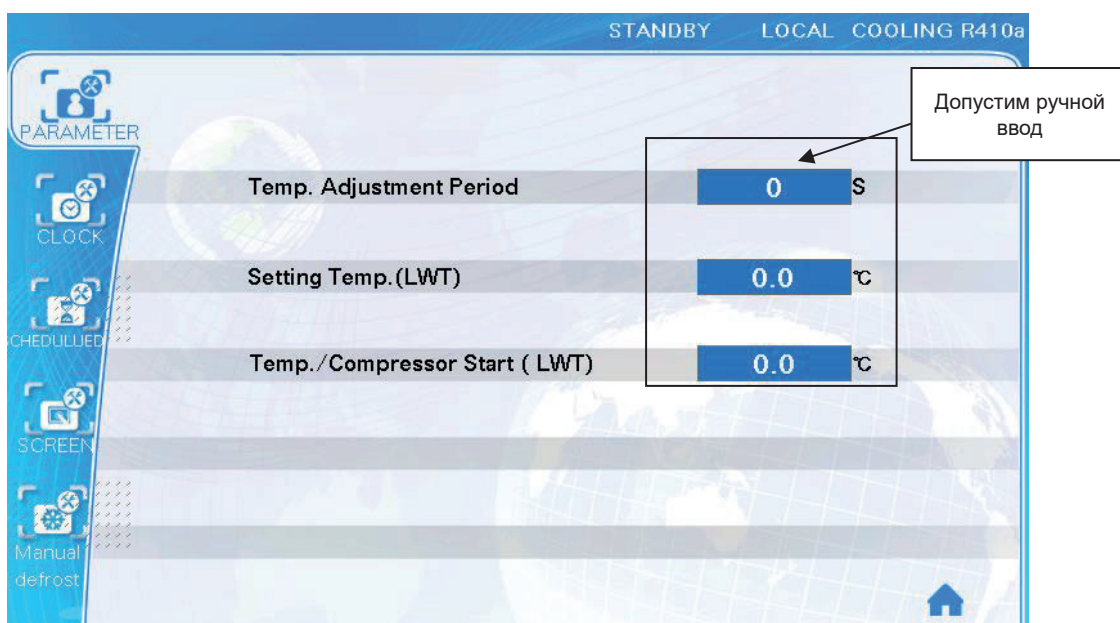 STANDBY LOCAL COOLING R410a
Допустим ручной
ввод
PARAMETER
Temp. Adjustment Period 0 S
CLOCK
Setting Temp.(LWT) 0.0 ℃
CHEDULUED
Temp./Compressor Start ( LWT) 0.0 ℃
SCREEN
Manual
defrost